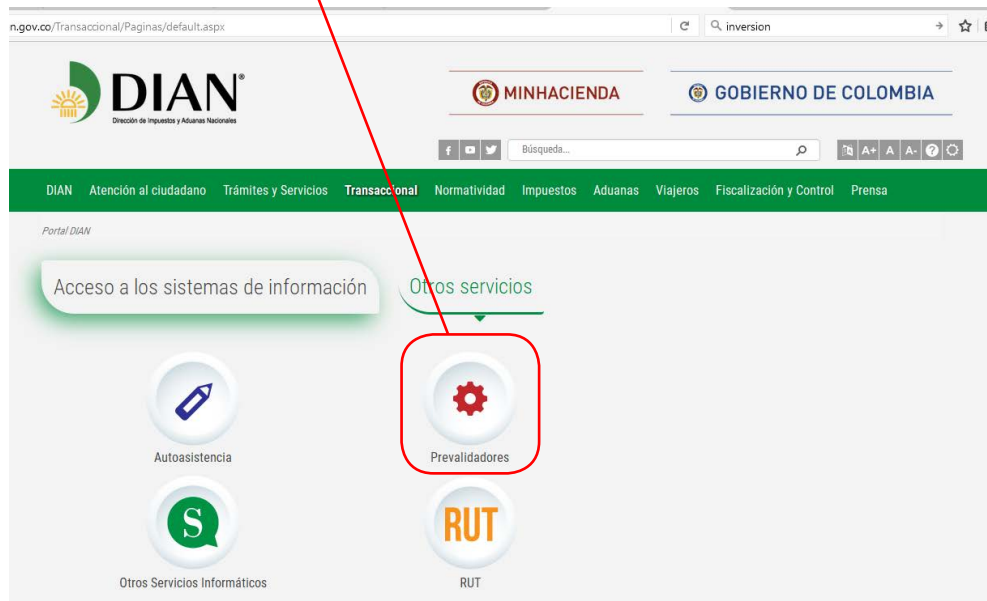 n.gov.co/Transaccional/Paginas/default.aspx
inversion
DIAN®
Dirección de Impuestos y Aduanas Nacionales
MINHACIENDA
GOBIERNO DE COLOMBIA
Búsqueda...
A+ A A- ?
DIAN Atención al ciudadano Trámites y Servicios Transaccional Normatividad Impuestos Aduanas Viajeros Fiscalización y Control Prensa
Portal DIAN
Acceso a los sistemas de información
Otros servicios
Autoasistencia
Prevalidadores
S
RUT
Otros Servicios Informáticos
RUT